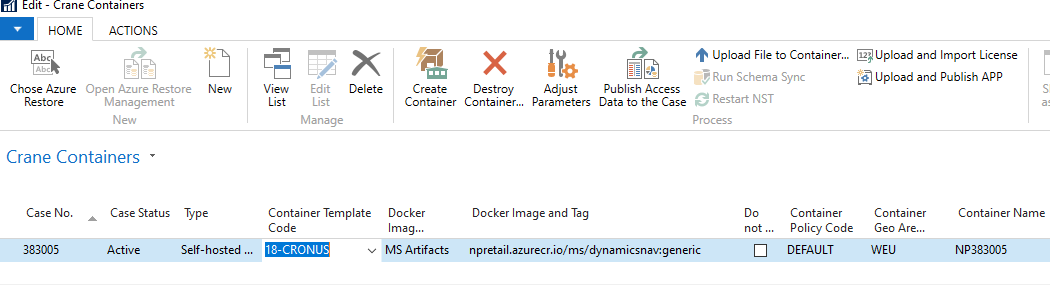 Edit - Crane Containers
HOME
ACTIONS
Abc
Abc
Chose Azure
Restore
Open Azure Restore
Management
New
New
View
List
Edit
List
Delete
Manage
Create
Container
Destroy
Container...
Adjust
Parameters
Publish Access
Data to the Case
Upload File to Container...
Run Schema Sync
Restart NST
Upload and Import License
Upload and Publish APP
Process
Crane Containers
Case No.
Case Status
Type
Container Template
Code
Docker
Imag...
Docker Image and Tag
Do
not ...
Container
Policy Code
Container
Geo Are...
Container Name
383005
Active
Self-hosted ...
18-CRONUS
MS Artifacts
npretail.azurecr.io/ms/dynamicsnav:generic
DEFAULT
WEU
NP383005